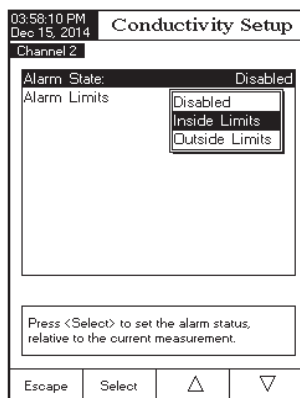 03:58:10 PM
Dec 15, 2014
Conductivity Setup
Channel 2
Alarm State: Disabled
Alarm Limits
Disabled
Inside Limits
Outside Limits
Press <Select> to set the alarm status,
relative to the current measurement.
Escape Select △ ▽